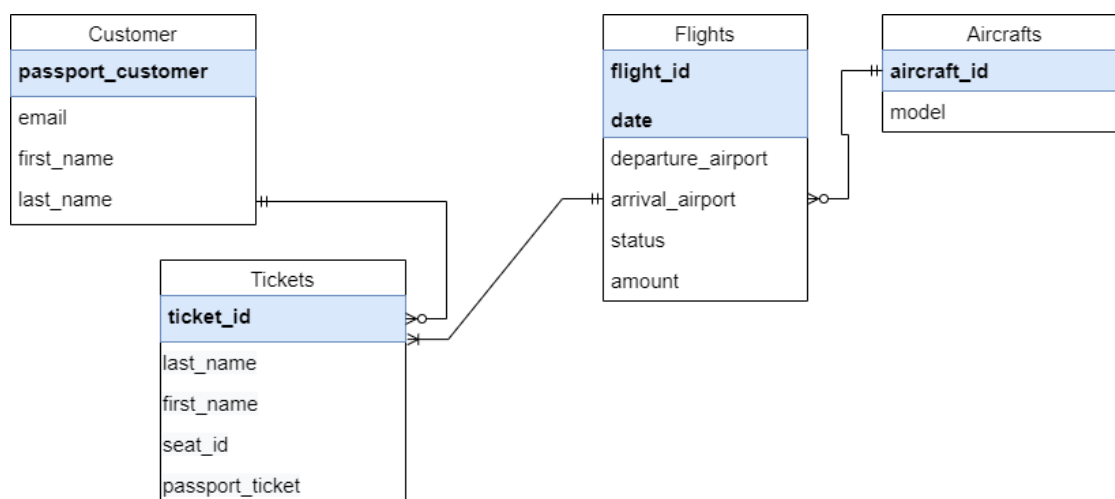 Customer
passport_customer
email
first_name
last_name
Flights
flight_id
date
departure_airport
arrival_airport
status
amount
Aircrafts
aircraft_id
model
Tickets
ticket_id
last_name
first_name
seat_id
passport_ticket